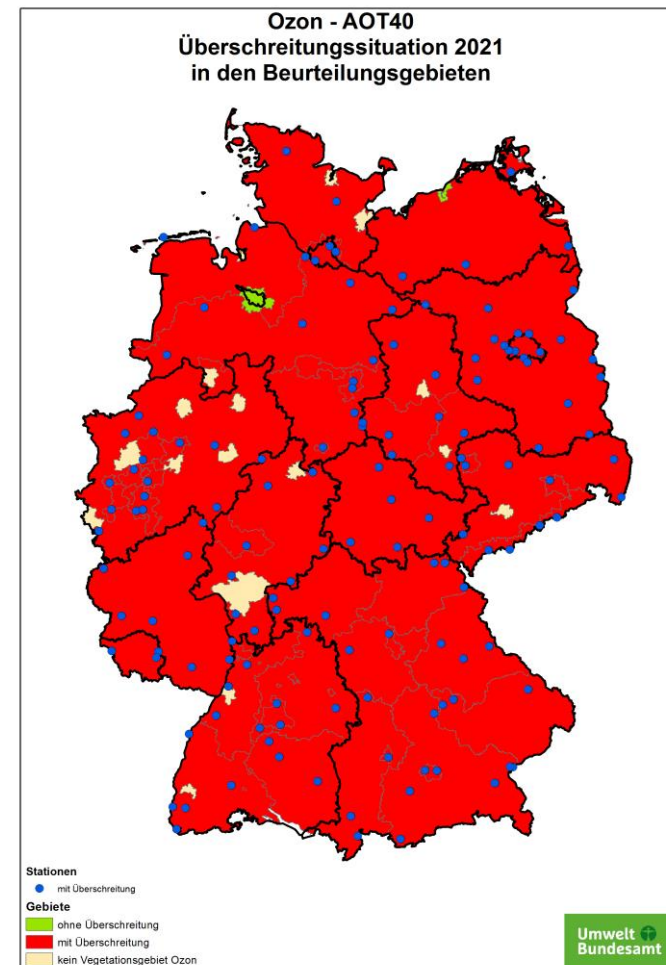 Ozon - AOT40
Überschreitungssituation 2021
in den Beurteilungsgebieten
Stationen
mit Überschreitung
Gebiete
ohne Überschreitung
mit Überschreitung
kein Vegetationsgebiet Ozon
Umwelt
Bundesamt